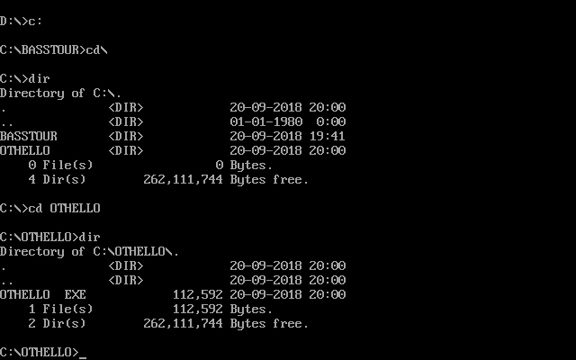 D:\>c:
C:\BASSTOUR>cd\
C:\>dir
Directory of C:\.
. <DIR> 20-09-2018 20:00
.. <DIR> 01-01-1980 0:00
BASSTOUR <DIR> 20-09-2018 19:41
OTHELLO <DIR> 20-09-2018 20:00
0 File(s) 0 Bytes.
4 Dir(s) 262,111,744 Bytes free.
C:\>cd OTHELLO
C:\OTHELLO>dir
Directory of C:\OTHELLO\.
. <DIR> 20-09-2018 20:00
.. <DIR> 20-09-2018 20:00
OTHELLO EXE 112,592 20-09-2018 20:00
1 File(s) 112,592 Bytes.
2 Dir(s) 262,111,744 Bytes free.
C:\OTHELLO>_